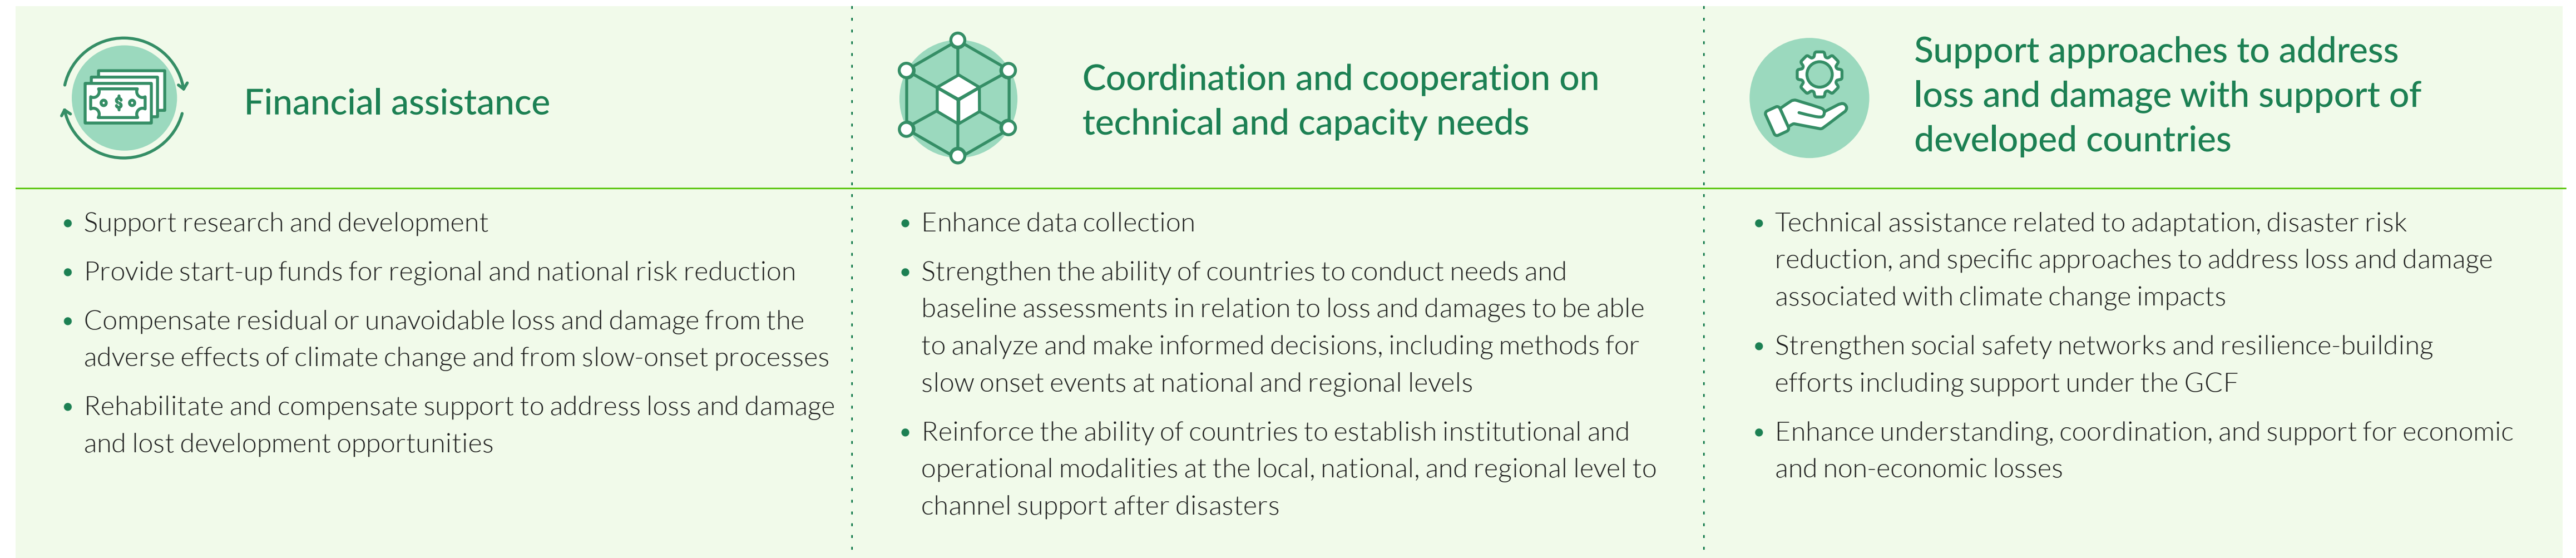 Financial assistance
• Support research and development
• Provide start-up funds for regional and national risk reduction
• Compensate residual or unavoidable loss and damage from the
adverse effects of climate change and from slow-onset processes
• Rehabilitate and compensate support to address loss and damage
and lost development opportunities
Coordination and cooperation on
technical and capacity needs
• Enhance data collection
• Strengthen the ability of countries to conduct needs and
baseline assessments in relation to loss and damages to be able
to analyze and make informed decisions, including methods for
slow onset events at national and regional levels
• Reinforce the ability of countries to establish institutional and
operational modalities at the local, national, and regional level to
channel support after disasters
Support approaches to address
loss and damage with support of
developed countries
• Technical assistance related to adaptation, disaster risk
reduction, and specific approaches to address loss and damage
associated with climate change impacts
• Strengthen social safety networks and resilience-building
efforts including support under the GCF
• Enhance understanding, coordination, and support for economic
and non-economic losses